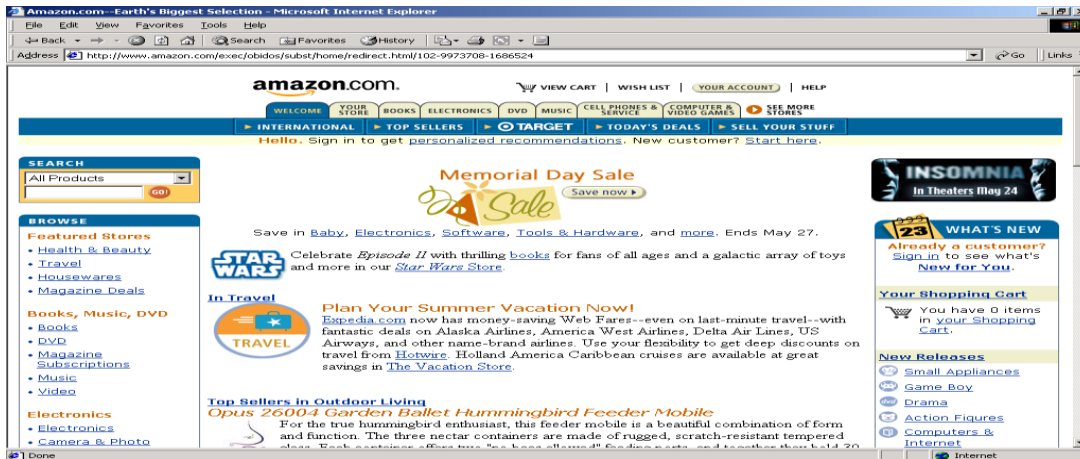 Amazon.com--Earth's Biggest Selection - Microsoft Internet Explorer
File Edit View Favorites Tools Help
Back Search Favorites History
Address http://www.amazon.com/exec/obidos/subst/home/redirect.html/102-9973708-1686524 Go Links
amazon.com. VIEW CART | WISH LIST | YOUR ACCOUNT | HELP
WELCOME YOUR STORE BOOKS ELECTRONICS DVD MUSIC CELL PHONES & SERVICE COMPUTER & VIDEO GAMES SEE MORE STORES
INTERNATIONAL TOP SELLERS TARGET TODAY'S DEALS SELL YOUR STUFF
Hello. Sign in to get personalized recommendations. New customer? Start here.
SEARCH
All Products
GO!
BROWSE
Featured Stores
• Health & Beauty
• Travel
• Housewares
• Magazine Deals
Books, Music, DVD
• Books
• DVD
• Magazine
Subscriptions
• Music
• Video
Electronics
• Electronics
• Camera & Photo
Memorial Day Sale
Sale Save now
Save in Baby, Electronics, Software, Tools & Hardware, and more. Ends May 27.
STAR WARS
Celebrate Episode II with thrilling books for fans of all ages and a galactic array of toys
and more in our Star Wars Store.
In Travel
TRAVEL
Plan Your Summer Vacation Now!
Expedia.com now has money-saving Web Fares--even on last-minute travel--with
fantastic deals on Alaska Airlines, America West Airlines, Delta Air Lines, US
Airways, and other name-brand airlines. Use your flexibility to get deep discounts on
travel from Hotwire. Holland America Caribbean cruises are available at great
savings in The Vacation Store.
Top Sellers in Outdoor Living
Opus 26004 Garden Ballet Hummingbird Feeder Mobile
For the true hummingbird enthusiast, this feeder mobile is a beautiful combination of form
and function. The three nectar containers are made of rugged, scratch-resistant tempered
INSOMNIA
In Theaters May 24
23 WHAT'S NEW
Already a customer?
Sign in to see what's
New for You.
Your Shopping Cart
You have 0 items
in your Shopping
Cart.
New Releases
Small Appliances
Game Boy
dvd Drama
Action Figures
Computers &
Internet
Done Internet